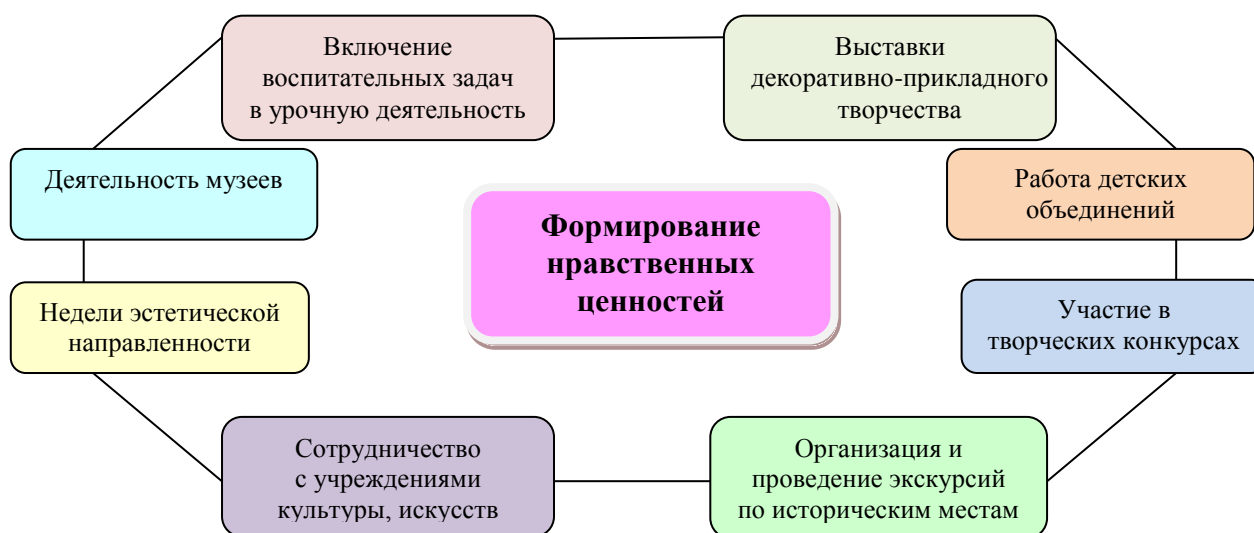 Включение
воспитательных задач
в урочную деятельность
Выставки
декоративно-прикладного
творчества
Деятельность музеев
Работа детских
объединений
Формирование
нравственных
ценностей
Недели эстетической
направленности
Участие в
творческих конкурсах
Сотрудничество
с учреждениями
культуры, искусств
Организация и
проведение экскурсий
по историческим местам